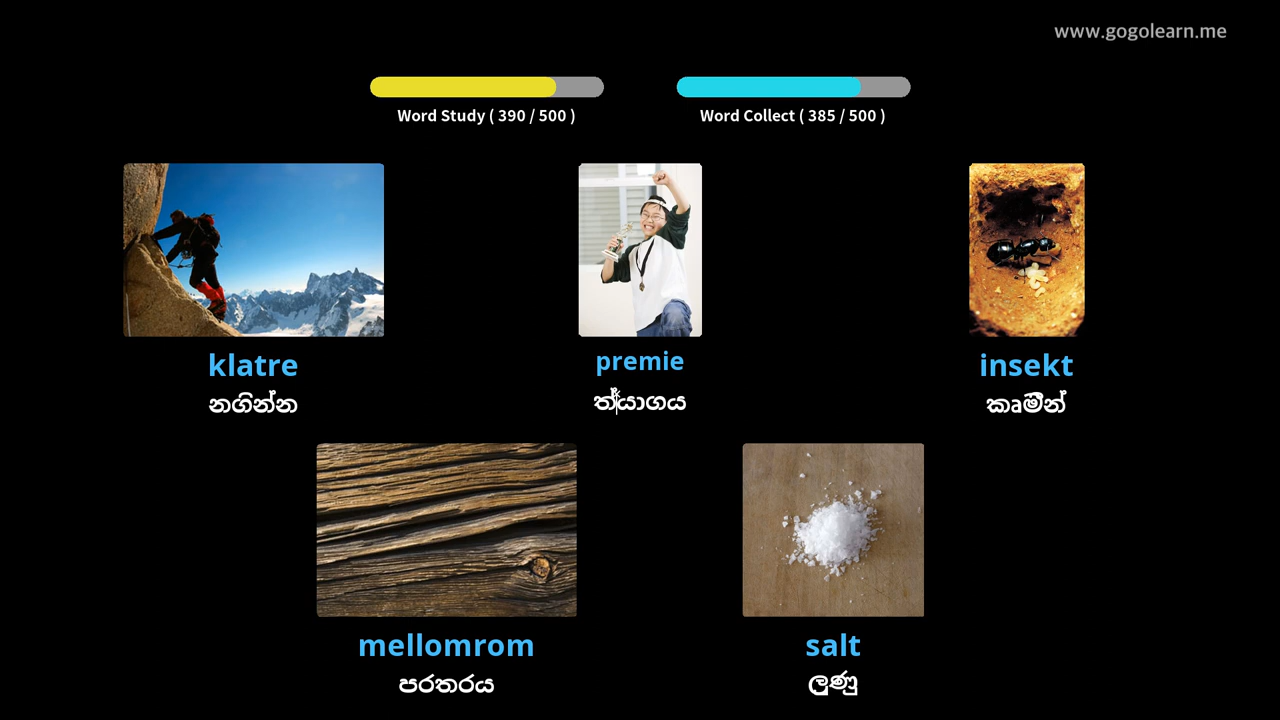 www.gogolearn.me
Word Study ( 390 / 500 )
Word Collect ( 385 / 500 )
klatre
premie
insekt
නගින්න
ත්‍යාගය
කෘමීන්
mellomrom
salt
පරතරය
ලුණු